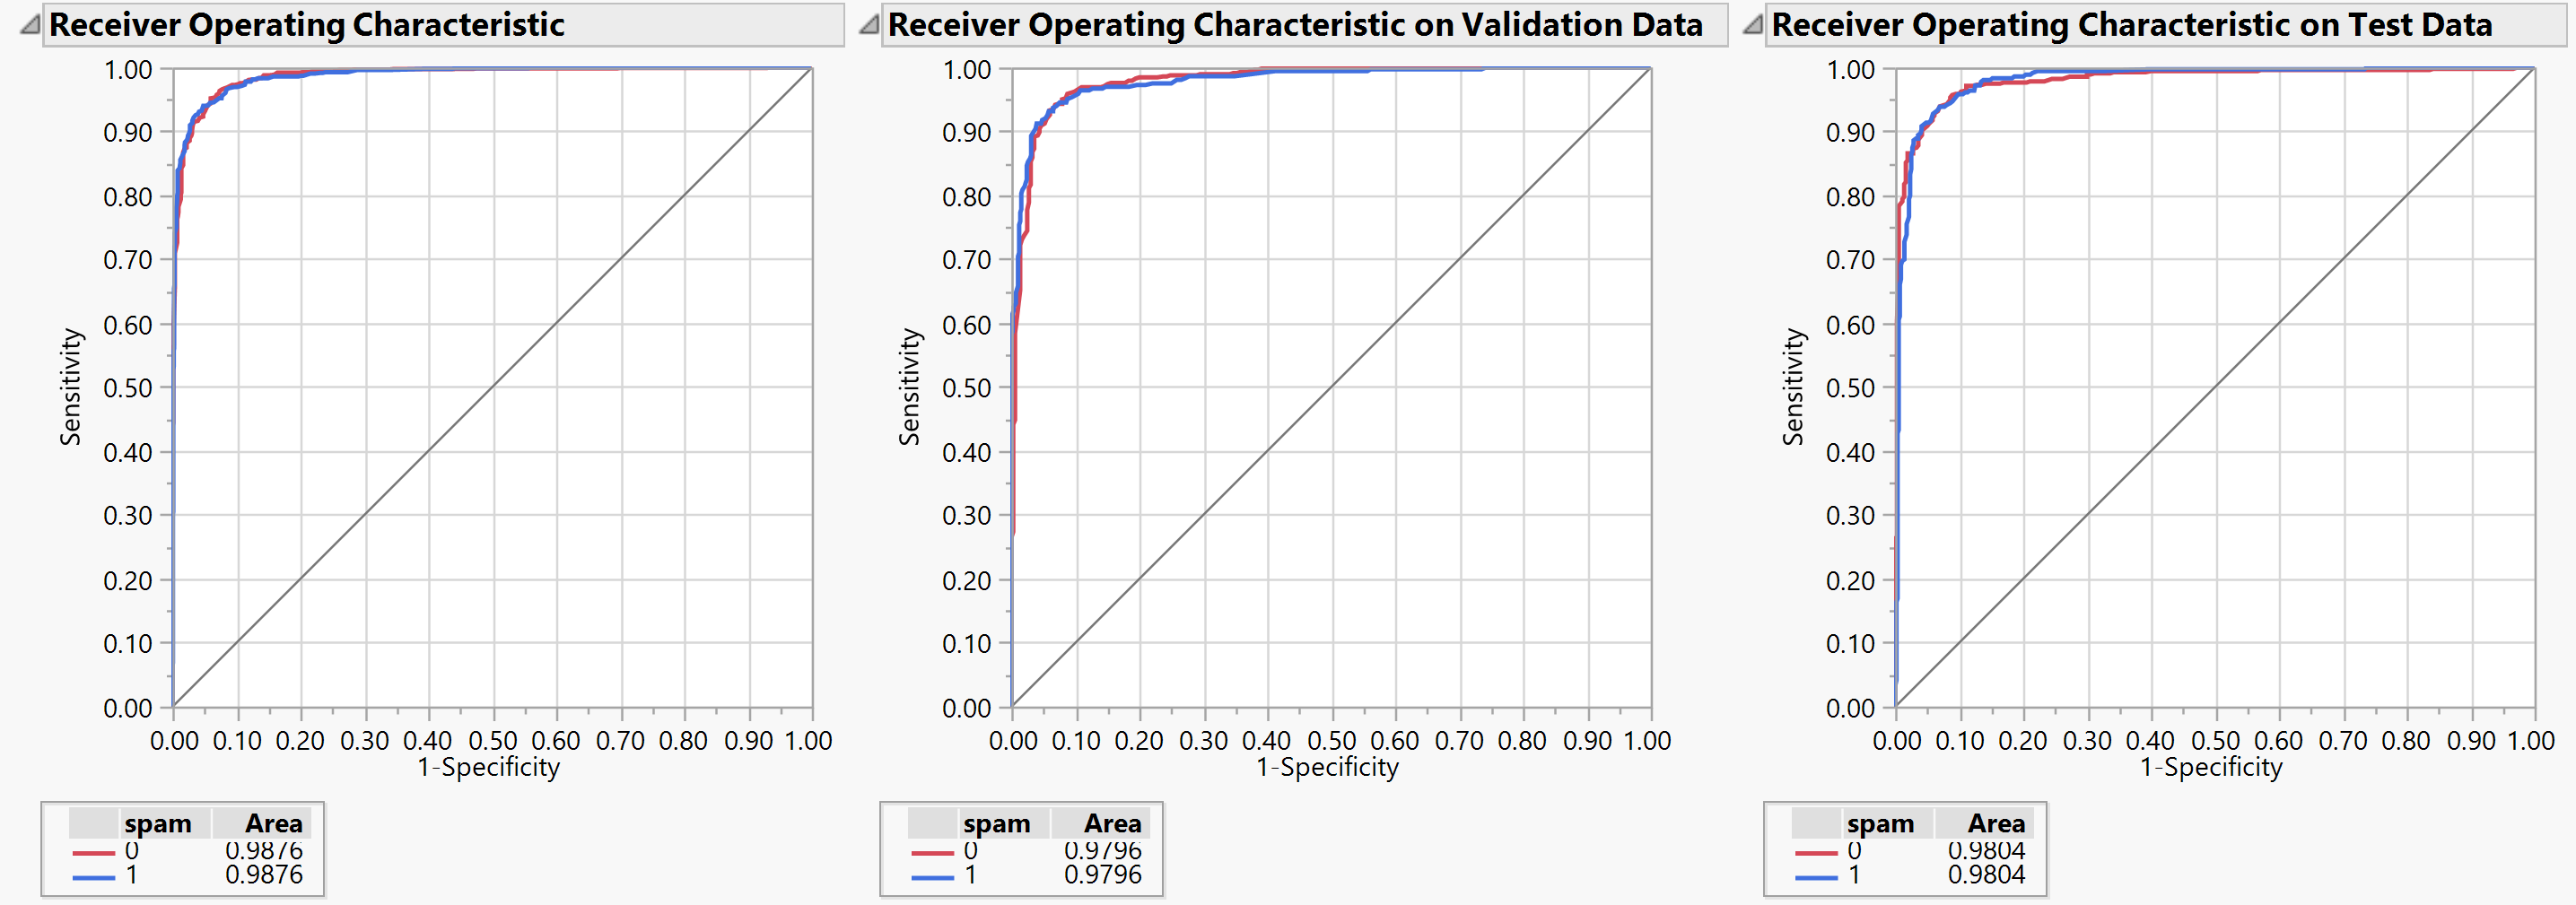 Receiver Operating Characteristic
1.00
0.90
0.80
0.70
0.60
0.50
0.40
0.30
0.20
0.10
0.00
Sensitivity
0.00 0.10 0.20 0.30 0.40 0.50 0.60 0.70 0.80 0.90 1.00
1-Specificity
spam Area
0 0.9876
1 0.9876
Receiver Operating Characteristic on Validation Data
1.00
0.90
0.80
0.70
0.60
0.50
0.40
0.30
0.20
0.10
0.00
Sensitivity
0.00 0.10 0.20 0.30 0.40 0.50 0.60 0.70 0.80 0.90 1.00
1-Specificity
spam Area
0 0.9796
1 0.9796
Receiver Operating Characteristic on Test Data
1.00
0.90
0.80
0.70
0.60
0.50
0.40
0.30
0.20
0.10
0.00
Sensitivity
0.00 0.10 0.20 0.30 0.40 0.50 0.60 0.70 0.80 0.90 1.00
1-Specificity
spam Area
0 0.9804
1 0.9804